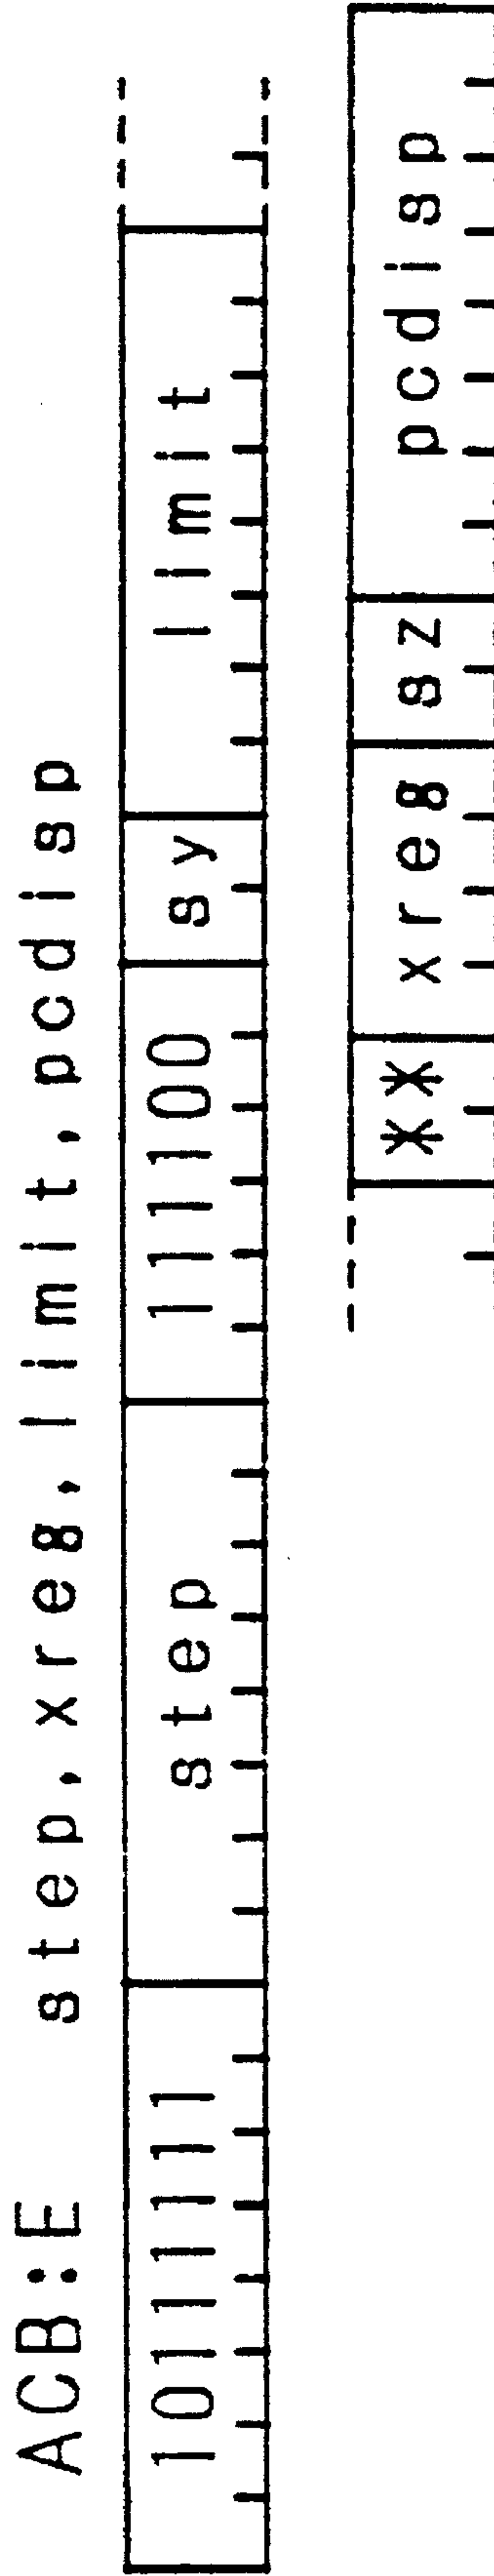 ACB:E step,xreg,limit,pcdisp
10111111 step 111100 sy limit
** xreg sz pcdisp